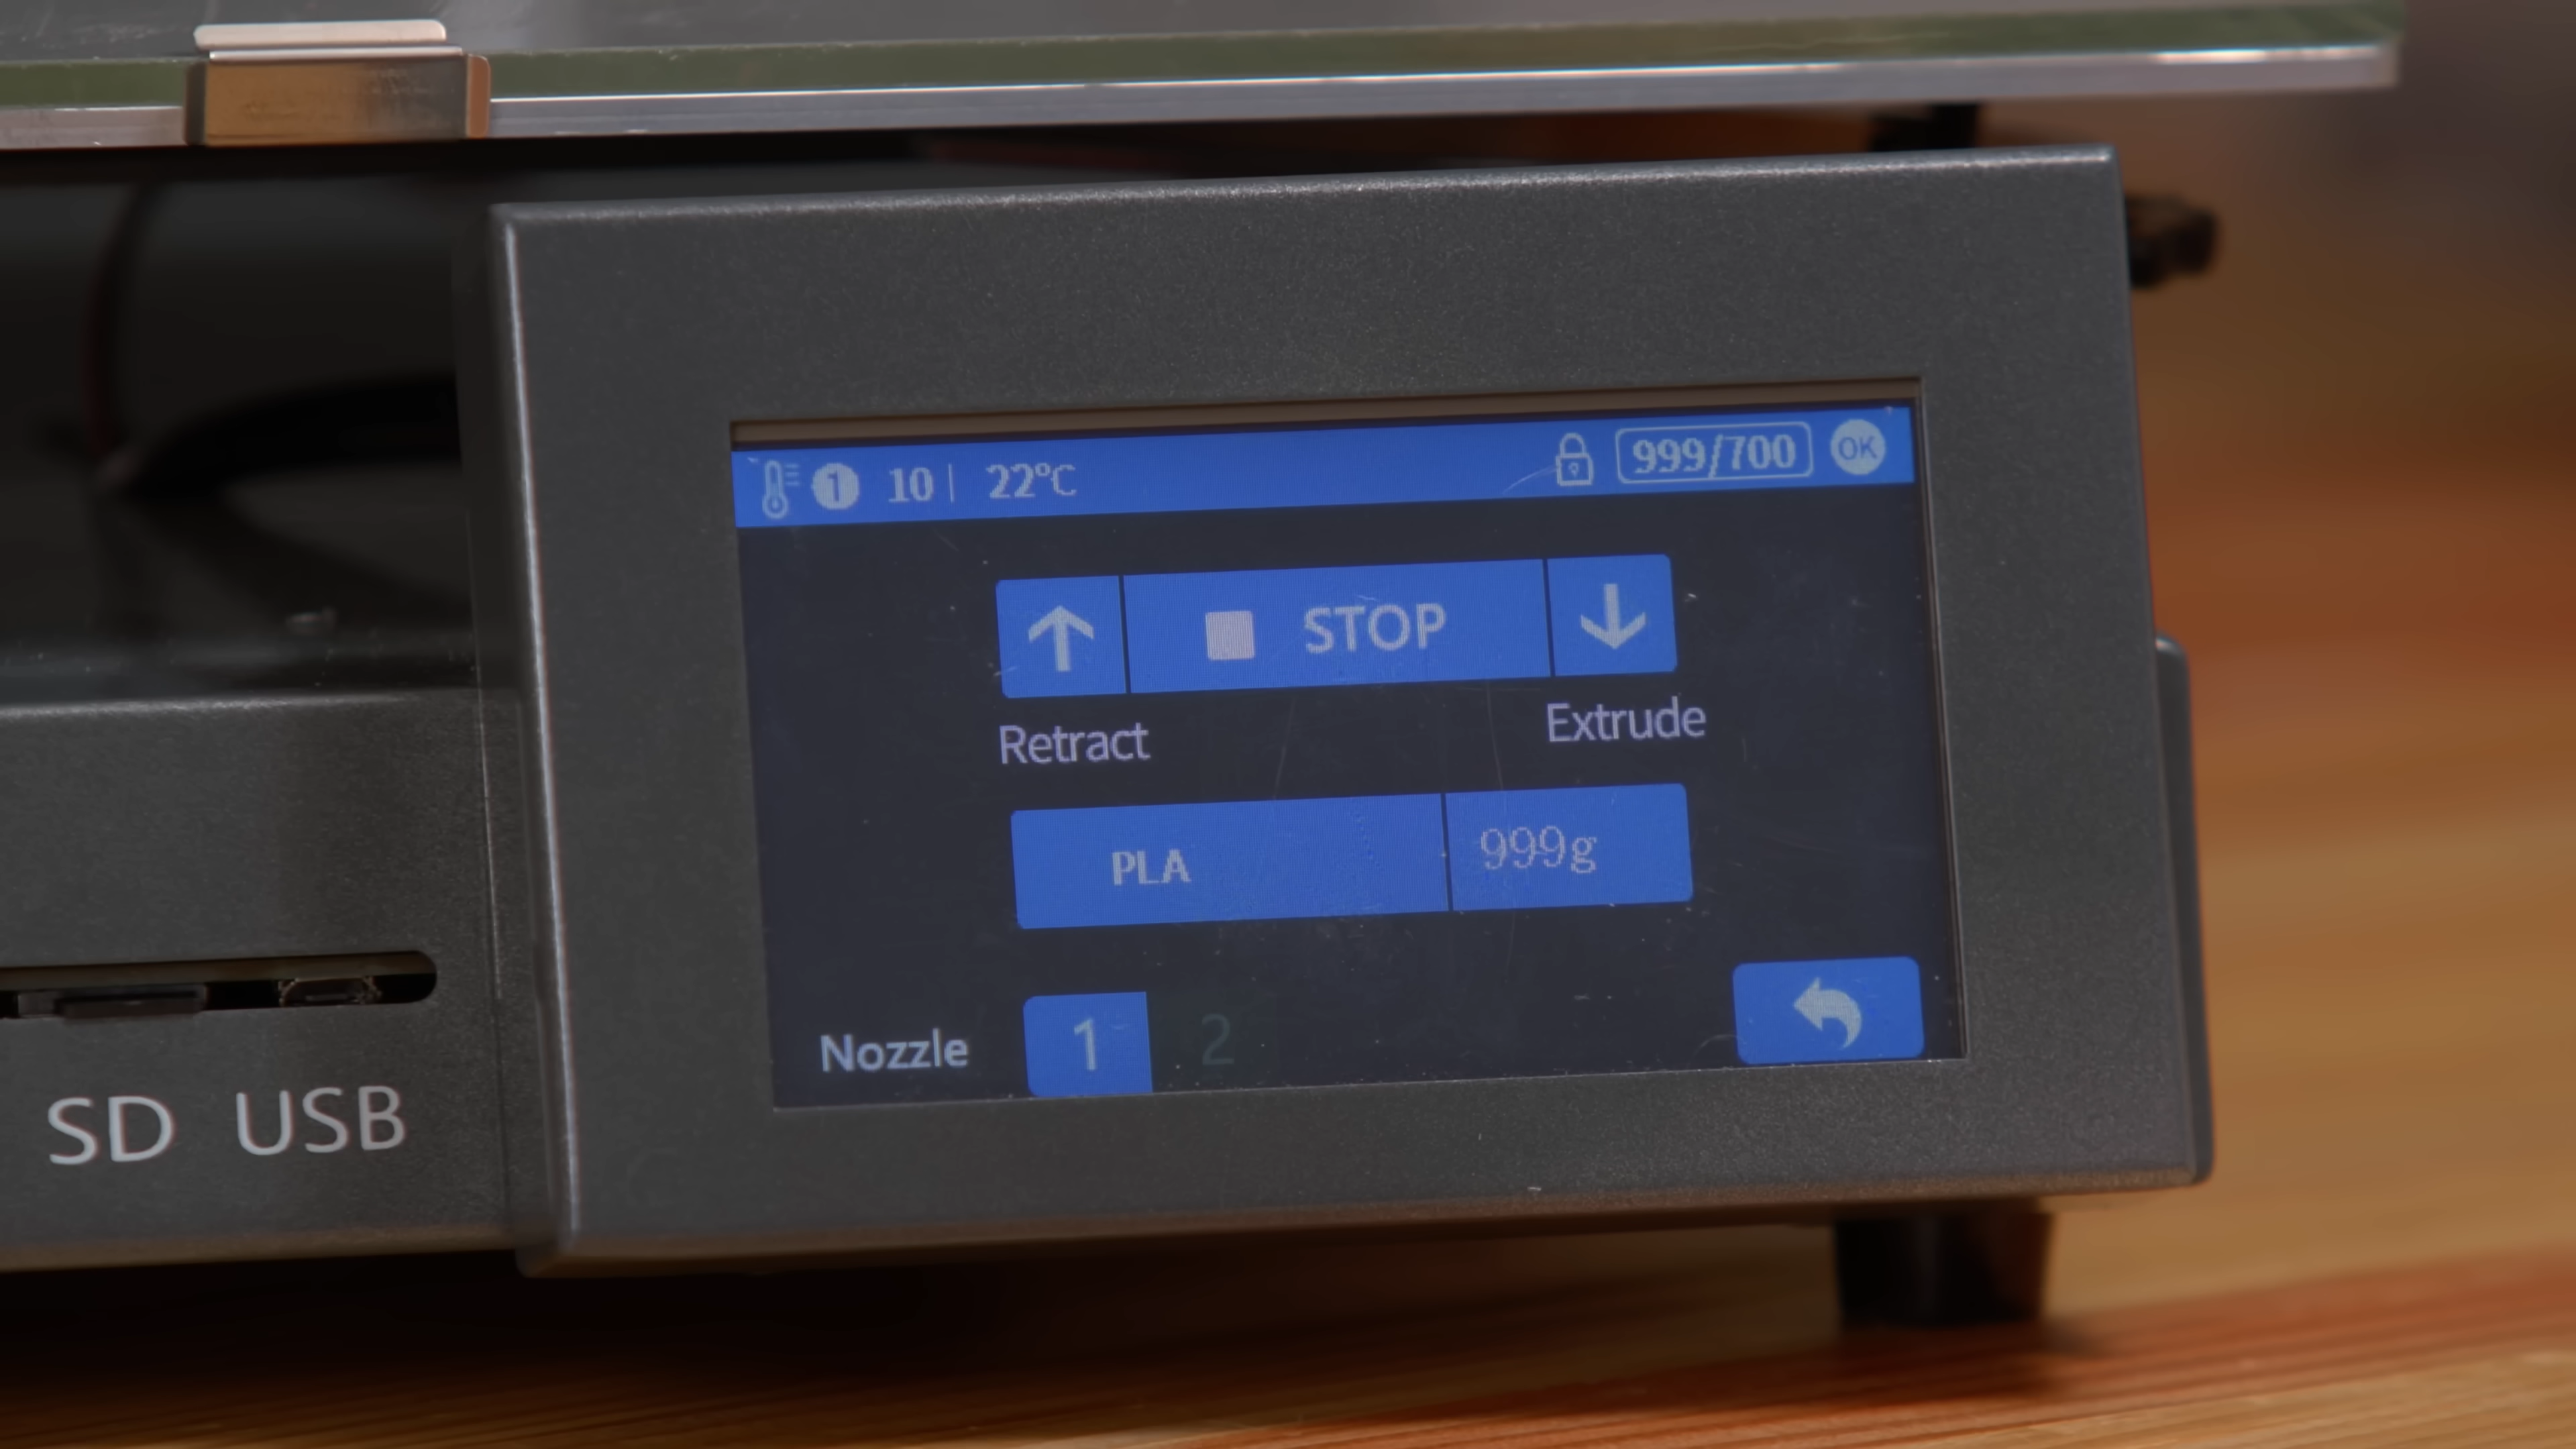 1 10 | 22°C 999/700 OK
STOP
Retract Extrude
PLA 999g
Nozzle 1 2
SD USB